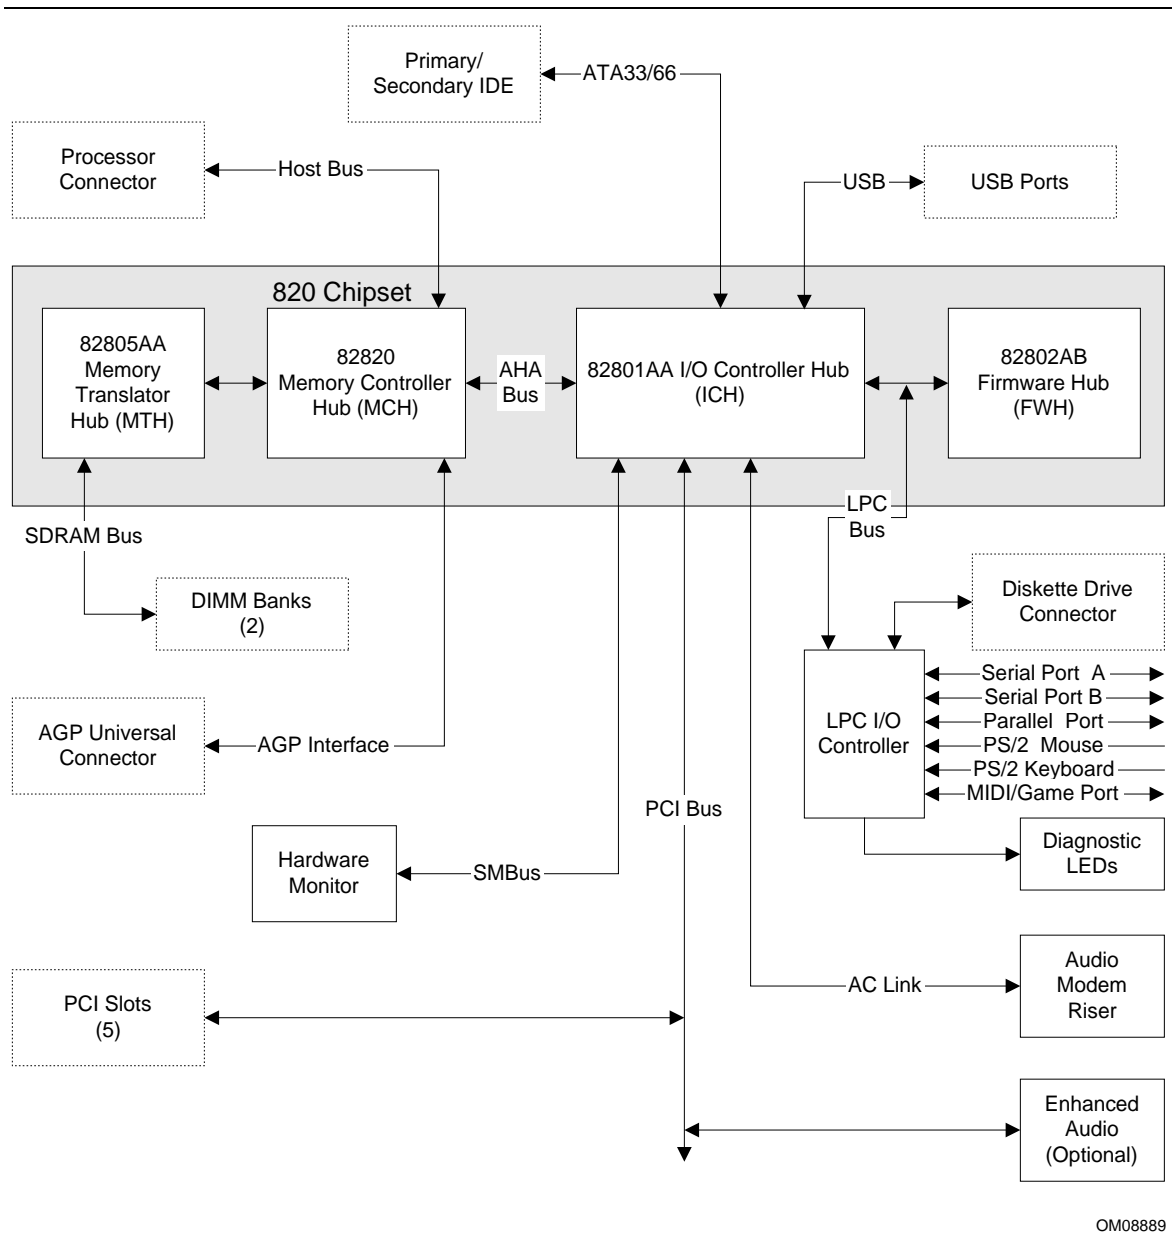 Primary/
Secondary IDE
ATA33/66
Processor
Connector
Host Bus
USB
USB Ports
820 Chipset
82805AA
Memory
Translator
Hub (MTH)
82820
Memory Controller
Hub (MCH)
AHA
Bus
82801AA I/O Controller Hub
(ICH)
82802AB
Firmware Hub
(FWH)
SDRAM Bus
LPC
Bus
DIMM Banks
(2)
Diskette Drive
Connector
AGP Universal
Connector
AGP Interface
LPC I/O
Controller
Serial Port A
Serial Port B
Parallel Port
PS/2 Mouse
PS/2 Keyboard
MIDI/Game Port
PCI Bus
Hardware
Monitor
SMBus
Diagnostic
LEDs
PCI Slots
(5)
AC Link
Audio
Modem
Riser
Enhanced
Audio
(Optional)
OM08889